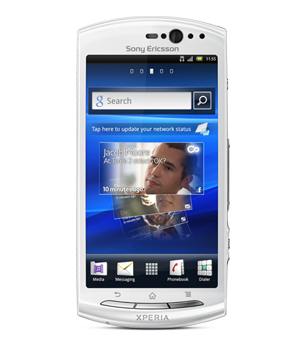 Sony Ericsson
11:55
Search
Tap here to update your network status
10 minutes ago
Media
Messaging
Phonebook
Dialer
XPERIA